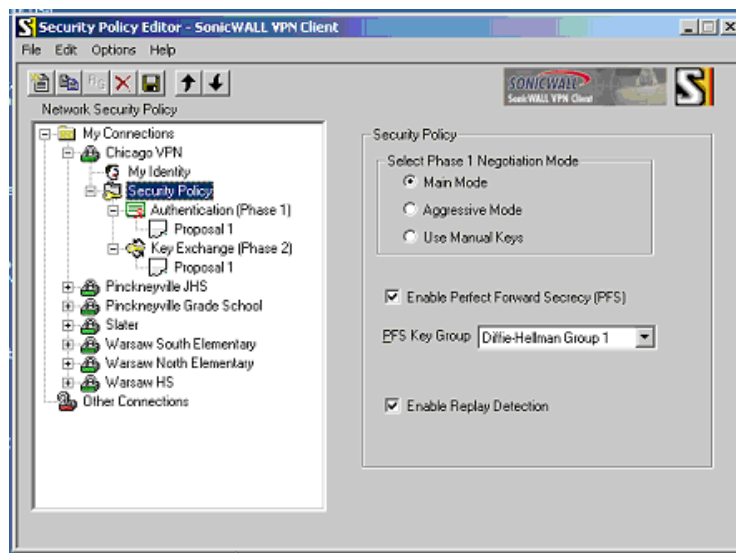 Security Policy Editor - SonicWALL VPN Client
File Edit Options Help
SONICWALL
SonicWALL VPN Client
S
Network Security Policy
My Connections
Chicago VPN
My Identity
Security Policy
Authentication (Phase 1)
Proposal 1
Key Exchange (Phase 2)
Proposal 1
Pinckneyville JHS
Pinckneyville Grade School
Slater
Warsaw South Elementary
Warsaw North Elementary
Warsaw HS
Other Connections
Security Policy
Select Phase 1 Negotiation Mode
Main Mode
Aggressive Mode
Use Manual Keys
Enable Perfect Forward Secrecy (PFS)
PFS Key Group Diffie-Hellman Group 1
Enable Replay Detection